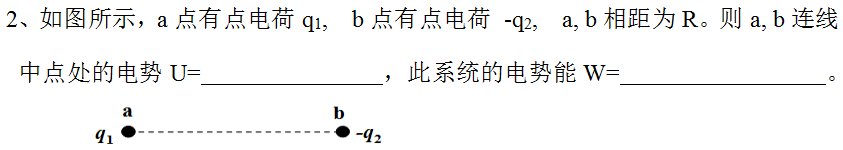 2、如图所示，a 点有点电荷 q₁,　b 点有点电荷 -q₂,　a, b 相距为 R。则 a, b 连线
中点处的电势 U=_______________，此系统的电势能 W=_________________。
a b
q₁ -q₂